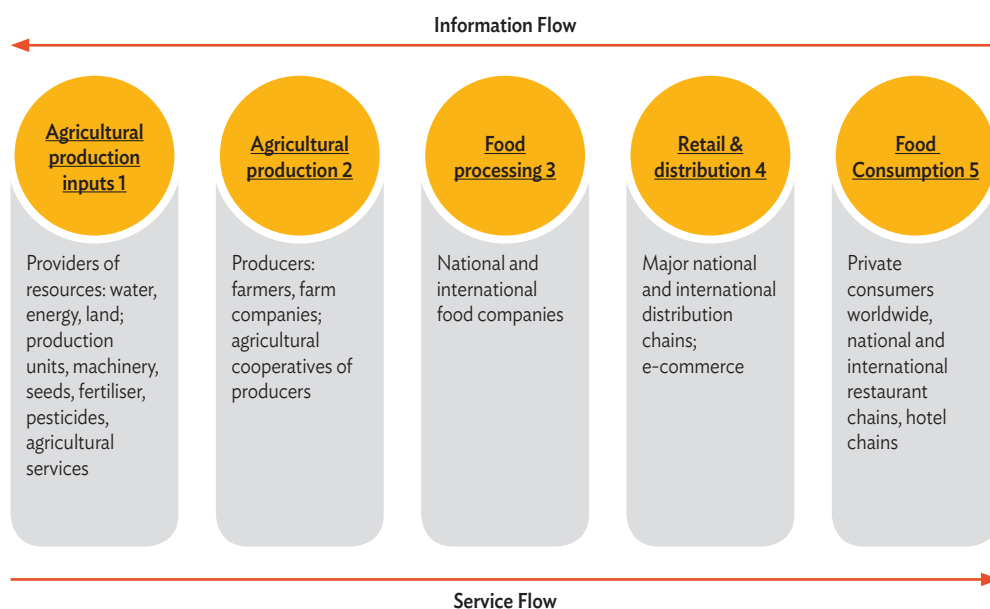 Information Flow
Agricultural
production
inputs 1
Providers of
resources: water,
energy, land;
production
units, machinery,
seeds, fertiliser,
pesticides,
agricultural
services
Agricultural
production 2
Producers:
farmers, farm
companies;
agricultural
cooperatives of
producers
Food
processing 3
National and
international
food companies
Retail &
distribution 4
Major national
and international
distribution
chains;
e-commerce
Food
Consumption 5
Private
consumers
worldwide,
national and
international
restaurant
chains, hotel
chains
Service Flow